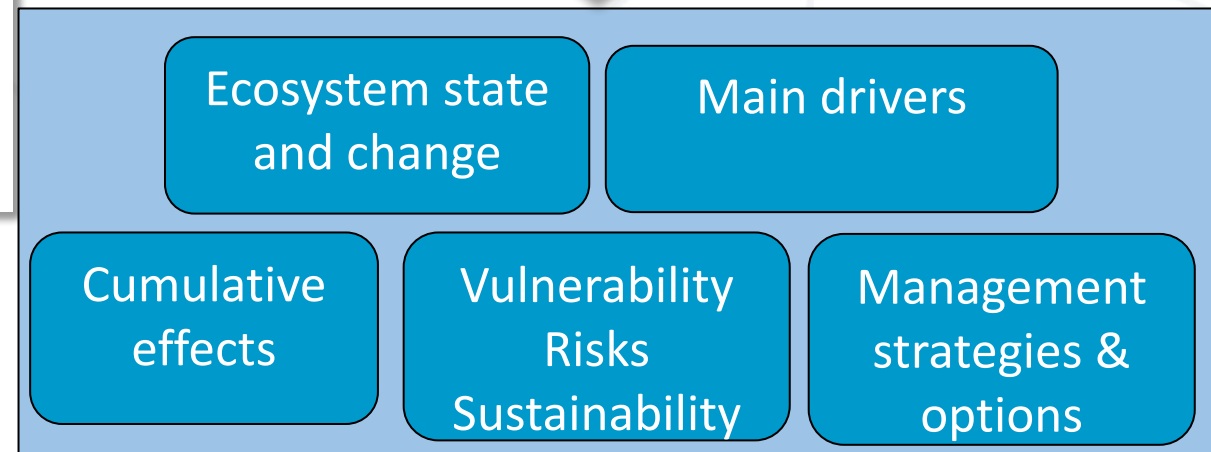 Ecosystem state
and change
Main drivers
Cumulative
effects
Vulnerability
Risks
Sustainability
Management
strategies &
options